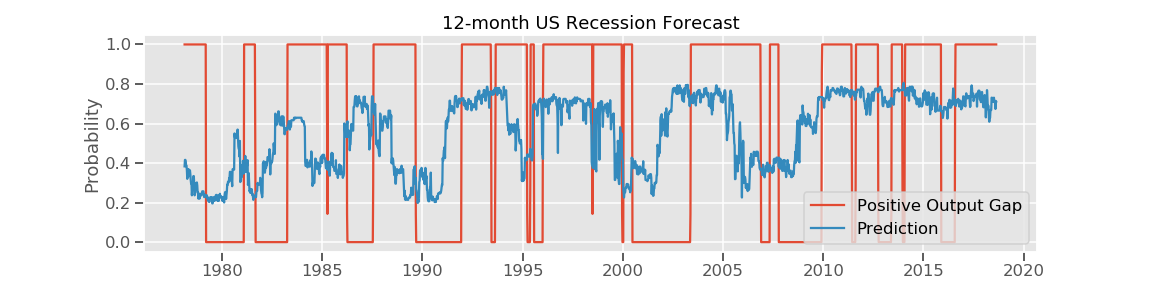 12-month US Recession Forecast
Probability
1.0
0.8
0.6
0.4
0.2
0.0
Positive Output Gap
Prediction
1980 1985 1990 1995 2000 2005 2010 2015 2020